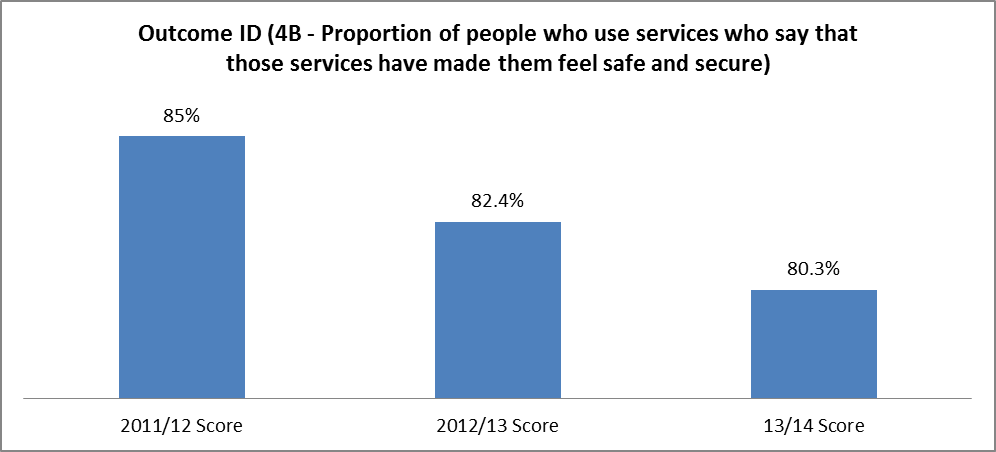 Outcome ID (4B - Proportion of people who use services who say that
those services have made them feel safe and secure)
85%
82.4%
80.3%
2011/12 Score
2012/13 Score
13/14 Score